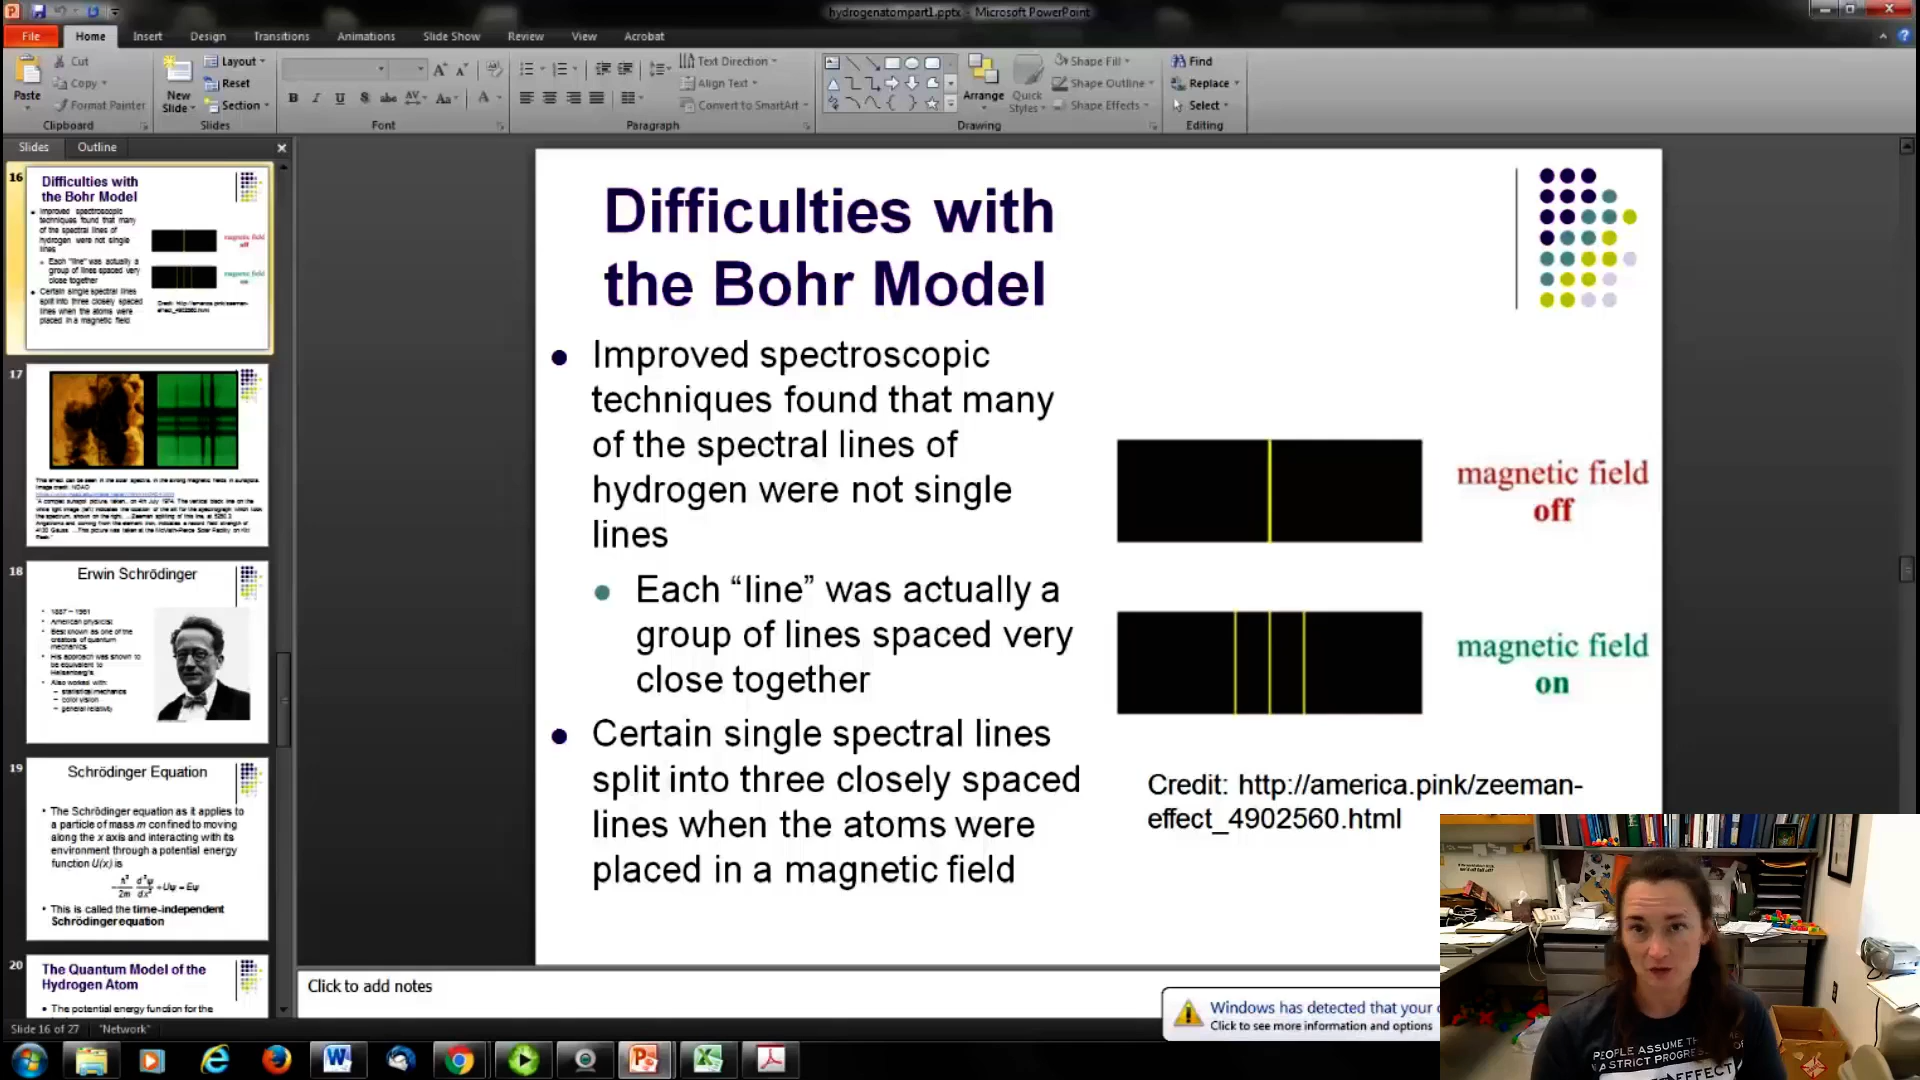 hydrogenatompart1.pptx - Microsoft PowerPoint
File Home Insert Design Transitions Animations Slide Show Review View Acrobat
Paste
Cut
Copy
Format Painter
Clipboard
New Slide
Layout
Reset
Section
Slides
Font
Text Direction
Align Text
Convert to SmartArt
Paragraph
Arrange
Quick Styles
Shape Fill
Shape Outline
Shape Effects
Drawing
Find
Replace
Select
Editing
Slides Outline
16
Difficulties with
the Bohr Model
Improved spectroscopic
techniques found that many
of the spectral lines of
hydrogen were not single
lines
Each "line" was actually a
group of lines spaced very
close together
Certain single spectral lines
split into three closely spaced
lines when the atoms were
placed in a magnetic field
magnetic field
off
magnetic field
on
17
18
Erwin Schrödinger
1887 – 1961
American physicist
Best known as one of the
creators of quantum
mechanics
His approach was shown to
be equivalent to
Heisenberg's
Also worked with:
statistical mechanics
color vision
general relativity
19
Schrödinger Equation
The Schrödinger equation as it applies to
a particle of mass m confined to moving
along the x axis and interacting with its
environment through a potential energy
function U(x) is
This is called the time-independent
Schrödinger equation
20
The Quantum Model of the
Hydrogen Atom
The potential energy function for the
Difficulties with
the Bohr Model
Improved spectroscopic
techniques found that many
of the spectral lines of
hydrogen were not single
lines
Each “line” was actually a
group of lines spaced very
close together
Certain single spectral lines
split into three closely spaced
lines when the atoms were
placed in a magnetic field
magnetic field
off
magnetic field
on
Credit: http://america.pink/zeeman-
effect_4902560.html
Click to add notes
Windows has detected that your
Click to see more information and options
Slide 16 of 27 "Network"
PEOPLE ASSUME
A STRICT PROGRES
EFFECT